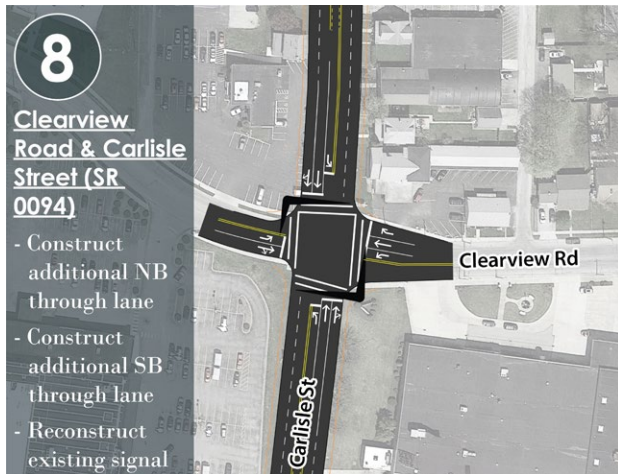 8
Clearview
Road & Carlisle
Street (SR
0094)
- Construct
additional NB
through lane
- Construct
additional SB
through lane
- Reconstruct
existing signal
Clearview Rd
Carlisle St